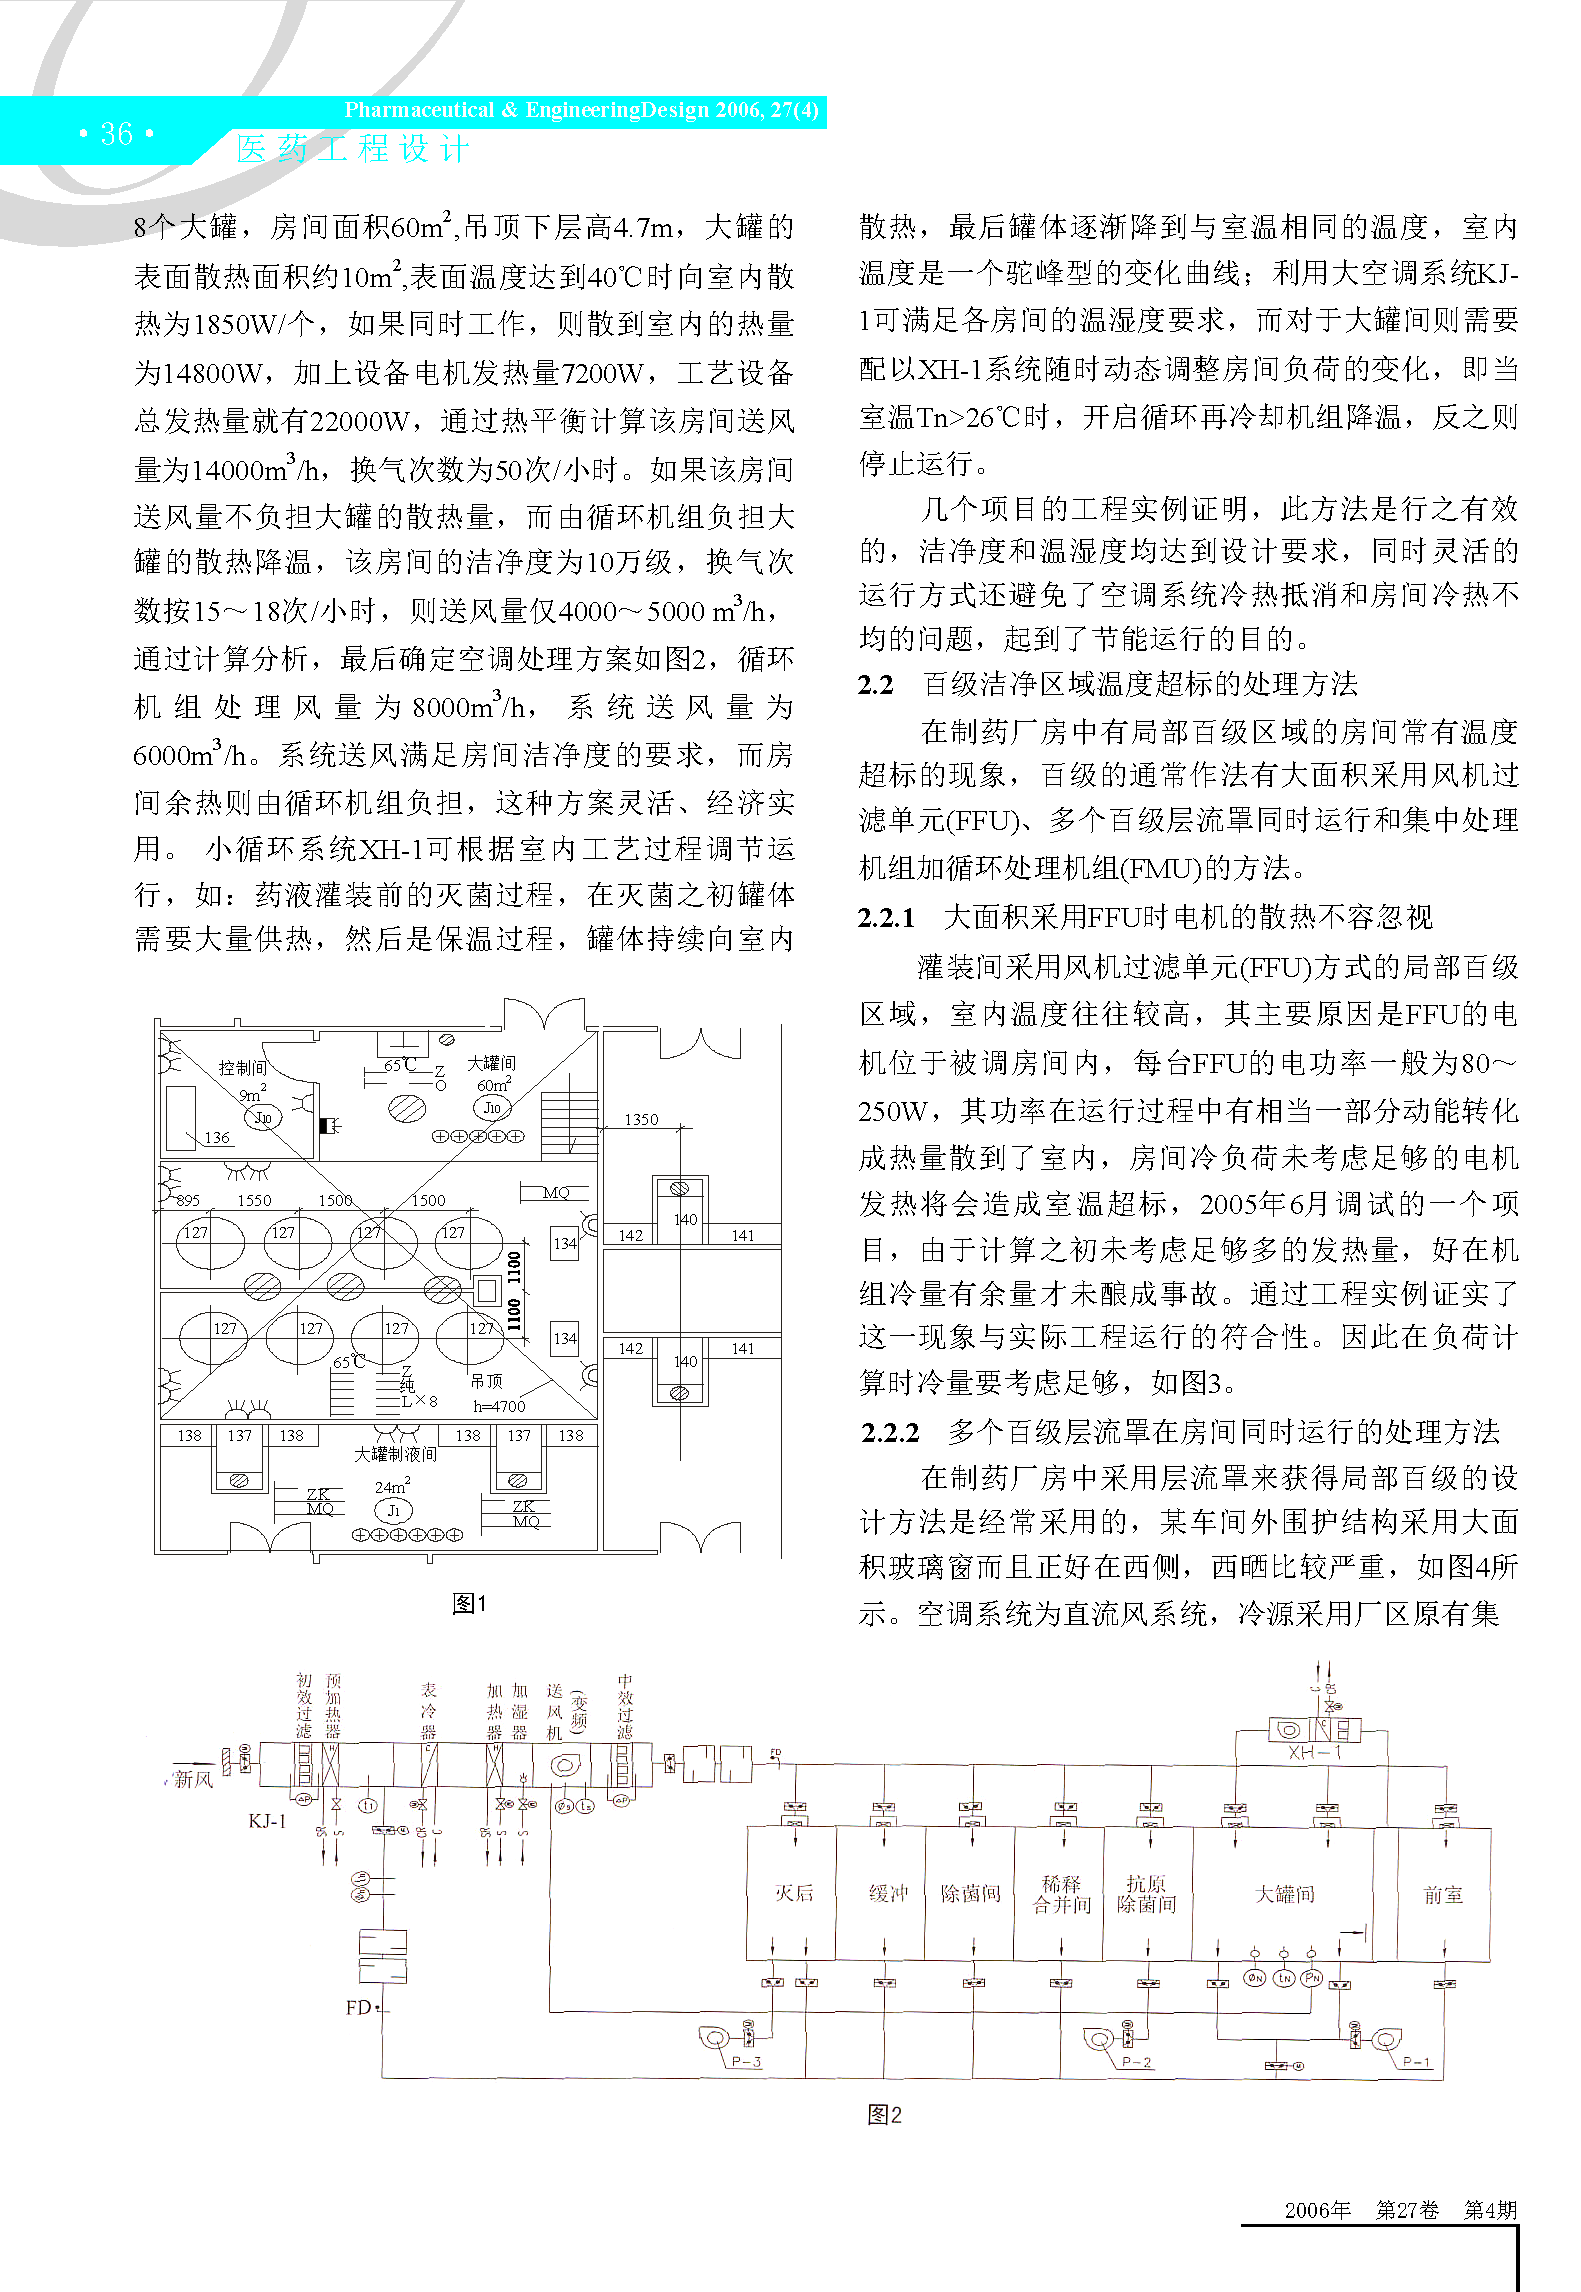 Pharmaceutical & EngineeringDesign 2006, 27(4)
· 36 ·
医药工程设计
8个大罐，房间面积60m²,吊顶下层高4.7m，大罐的
表面散热面积约10m²,表面温度达到40℃时向室内散
热为1850W/个，如果同时工作，则散到室内的热量
为14800W，加上设备电机发热量7200W，工艺设备
总发热量就有22000W，通过热平衡计算该房间送风
量为14000m³/h，换气次数为50次/小时。如果该房间
送风量不负担大罐的散热量，而由循环机组负担大
罐的散热降温，该房间的洁净度为10万级，换气次
数按15～18次/小时，则送风量仅4000～5000 m³/h，
通过计算分析，最后确定空调处理方案如图2，循环
机组处理风量为8000m³/h，系统送风量为
6000m³/h。系统送风满足房间洁净度的要求，而房
间余热则由循环机组负担，这种方案灵活、经济实
用。 小循环系统XH-1可根据室内工艺过程调节运
行，如：药液灌装前的灭菌过程，在灭菌之初罐体
需要大量供热，然后是保温过程，罐体持续向室内
控制间
9m²
J10
136
65℃
Z
O
大罐间
60m²
J10
1350
895 1550 1500 1500
MQ
127 127 127 127
134
1100
1100
142 140 141
127 127 127 127
134
142 140 141
65℃
Z
纯
L×8
吊顶
h=4700
138 137 138 138 137 138
大罐制液间
24m²
J1
ZK
MQ
ZK
MQ
图1
散热，最后罐体逐渐降到与室温相同的温度，室内
温度是一个驼峰型的变化曲线；利用大空调系统KJ-
1可满足各房间的温湿度要求，而对于大罐间则需要
配以XH-1系统随时动态调整房间负荷的变化，即当
室温Tn>26℃时，开启循环再冷却机组降温，反之则
停止运行。
几个项目的工程实例证明，此方法是行之有效
的，洁净度和温湿度均达到设计要求，同时灵活的
运行方式还避免了空调系统冷热抵消和房间冷热不
均的问题，起到了节能运行的目的。
2.2 百级洁净区域温度超标的处理方法
在制药厂房中有局部百级区域的房间常有温度
超标的现象，百级的通常作法有大面积采用风机过
滤单元(FFU)、多个百级层流罩同时运行和集中处理
机组加循环处理机组(FMU)的方法。
2.2.1 大面积采用FFU时电机的散热不容忽视
灌装间采用风机过滤单元(FFU)方式的局部百级
区域，室内温度往往较高，其主要原因是FFU的电
机位于被调房间内，每台FFU的电功率一般为80～
250W，其功率在运行过程中有相当一部分动能转化
成热量散到了室内，房间冷负荷未考虑足够的电机
发热将会造成室温超标，2005年6月调试的一个项
目，由于计算之初未考虑足够多的发热量，好在机
组冷量有余量才未酿成事故。通过工程实例证实了
这一现象与实际工程运行的符合性。因此在负荷计
算时冷量要考虑足够，如图3。
2.2.2 多个百级层流罩在房间同时运行的处理方法
在制药厂房中采用层流罩来获得局部百级的设
计方法是经常采用的，某车间外围护结构采用大面
积玻璃窗而且正好在西侧，西晒比较严重，如图4所
示。空调系统为直流风系统，冷源采用厂区原有集
初效过滤
预加热器
表冷器
加热器
加湿器
送风机
(变频)
中效过滤
新风
KJ-1
FD
XH-1
FD
灭后 缓冲 除菌间 稀释合并间 抗原除菌间 大罐间 前室
P-3 P-2 P-1
图2
2006年 第27卷 第4期